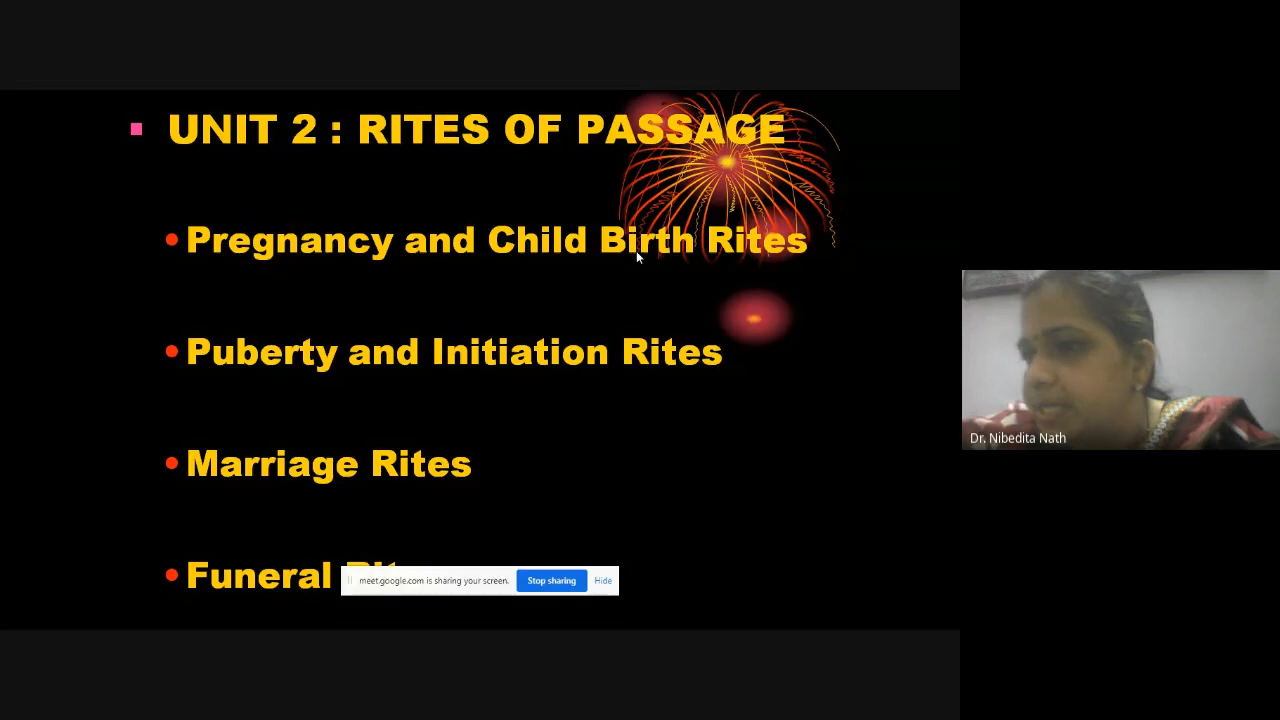 UNIT 2 : RITES OF PASSAGE
Pregnancy and Child Birth Rites
Puberty and Initiation Rites
Marriage Rites
Funeral
meet.google.com is sharing your screen.
Stop sharing
Hide
Dr. Nibedita Nath